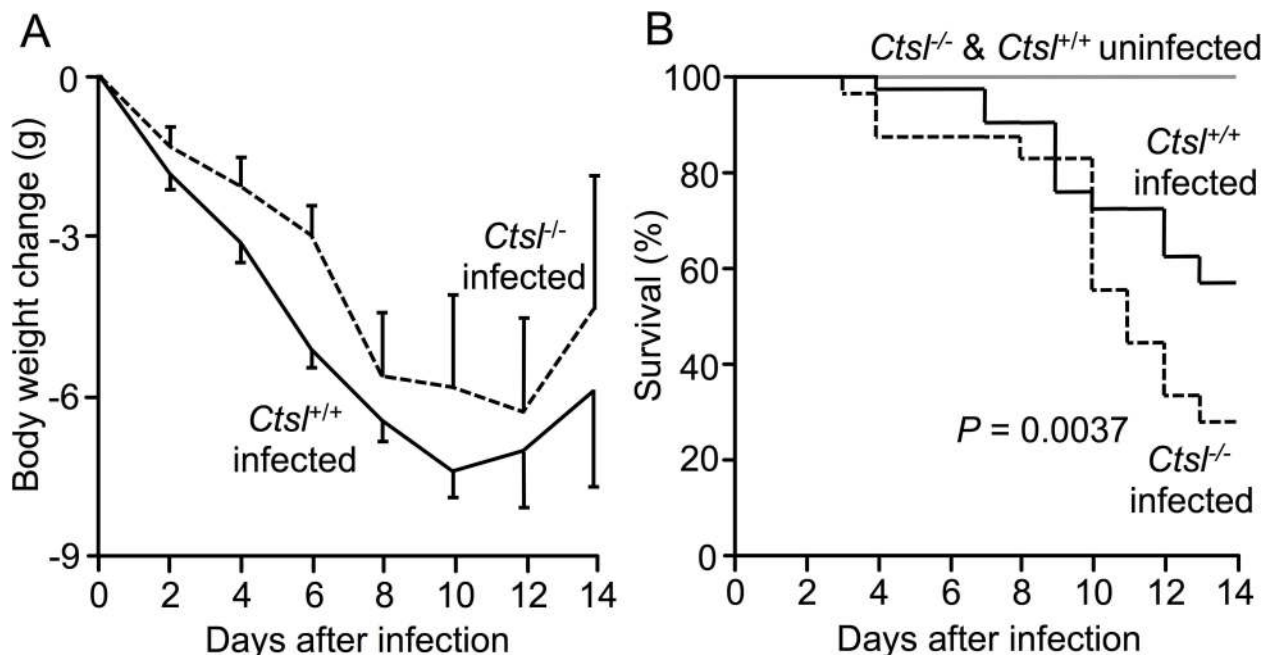 A
Body weight change (g)
0
-3
-6
-9
Ctsl-/-
infected
Ctsl+/+
infected
0 2 4 6 8 10 12 14
Days after infection
B
Ctsl-/- & Ctsl+/+ uninfected
Survival (%)
100
80
60
40
20
0
Ctsl+/+
infected
P = 0.0037
Ctsl-/-
infected
0 2 4 6 8 10 12 14
Days after infection